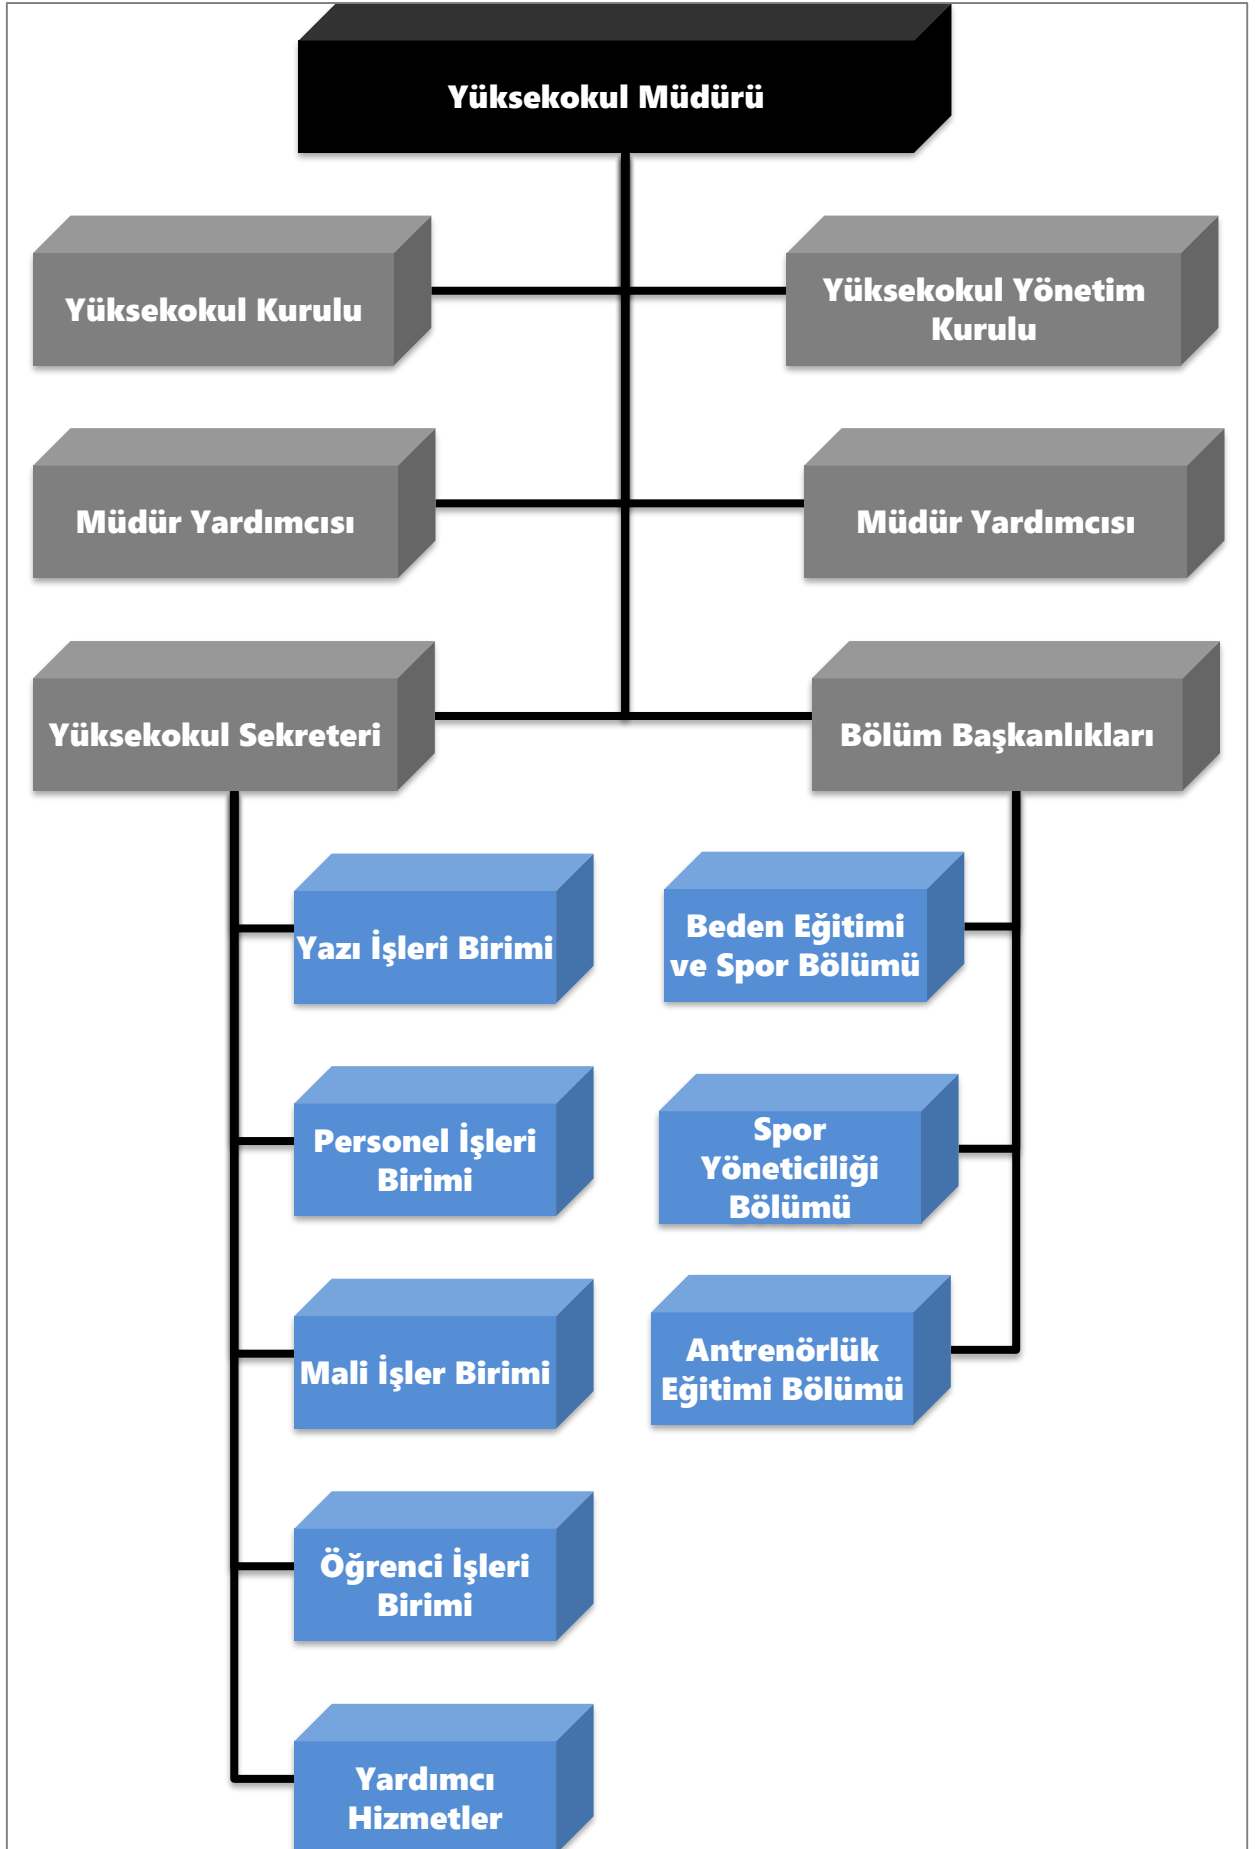 Yüksekokul Müdürü
Yüksekokul Kurulu
Yüksekokul Yönetim
Kurulu
Müdür Yardımcısı
Müdür Yardımcısı
Yüksekokul Sekreteri
Bölüm Başkanlıkları
Yazı İşleri Birimi
Beden Eğitimi
ve Spor Bölümü
Personel İşleri
Birimi
Spor
Yöneticiliği
Bölümü
Mali İşler Birimi
Antrenörlük
Eğitimi Bölümü
Öğrenci İşleri
Birimi
Yardımcı
Hizmetler